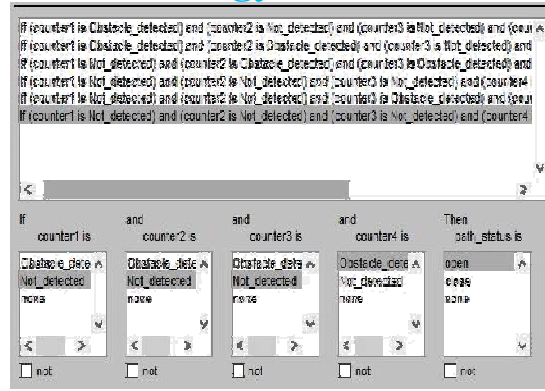 If (counter1 is Obstacle_detected) and (counter2 is Not_detected) and (counter3 is Not_detected) and (coun
If (counter1 is Not_detected) and (counter2 is Obstacle_detected) and (counter3 is Not_detected) and
If (counter1 is Not_detected) and (counter2 is Obstacle_detected) and (counter3 is Obstacle_detected) and
If (counter1 is Not_detected) and (counter2 is Not_detected) and (counter3 is Not_detected) and (counter4
If (counter1 is Not_detected) and (counter2 is Not_detected) and (counter3 is Obstacle_detected) and (coun
If (counter1 is Not_detected) and (counter2 is Not_detected) and (counter3 is Not_detected) and (counter4
If and and and Then
counter1 is counter2 is counter3 is counter4 is path_status is
Obstacle_dete Obstacle_dete Obstacle_dete Obstacle_dete open
Not_detected Not_detected Not_detected Not_detected close
none none none none none
not not not not not